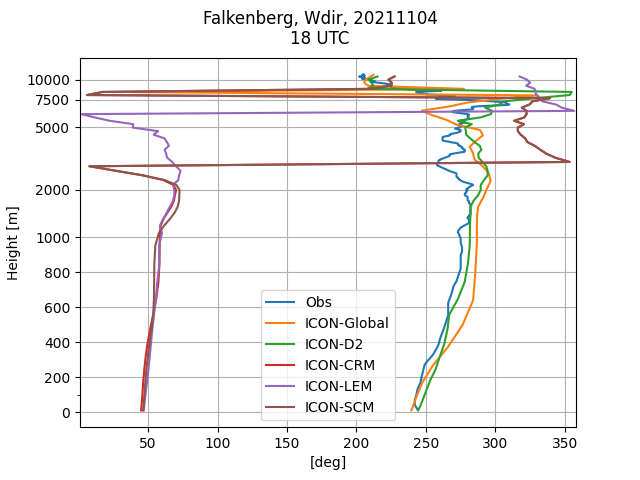 Falkenberg, Wdir, 20211104
18 UTC
10000
7500
5000
2000
1000
800
600
400
200
0
Height [m]
Obs
ICON-Global
ICON-D2
ICON-CRM
ICON-LEM
ICON-SCM
50
100
150
200
250
300
350
[deg]